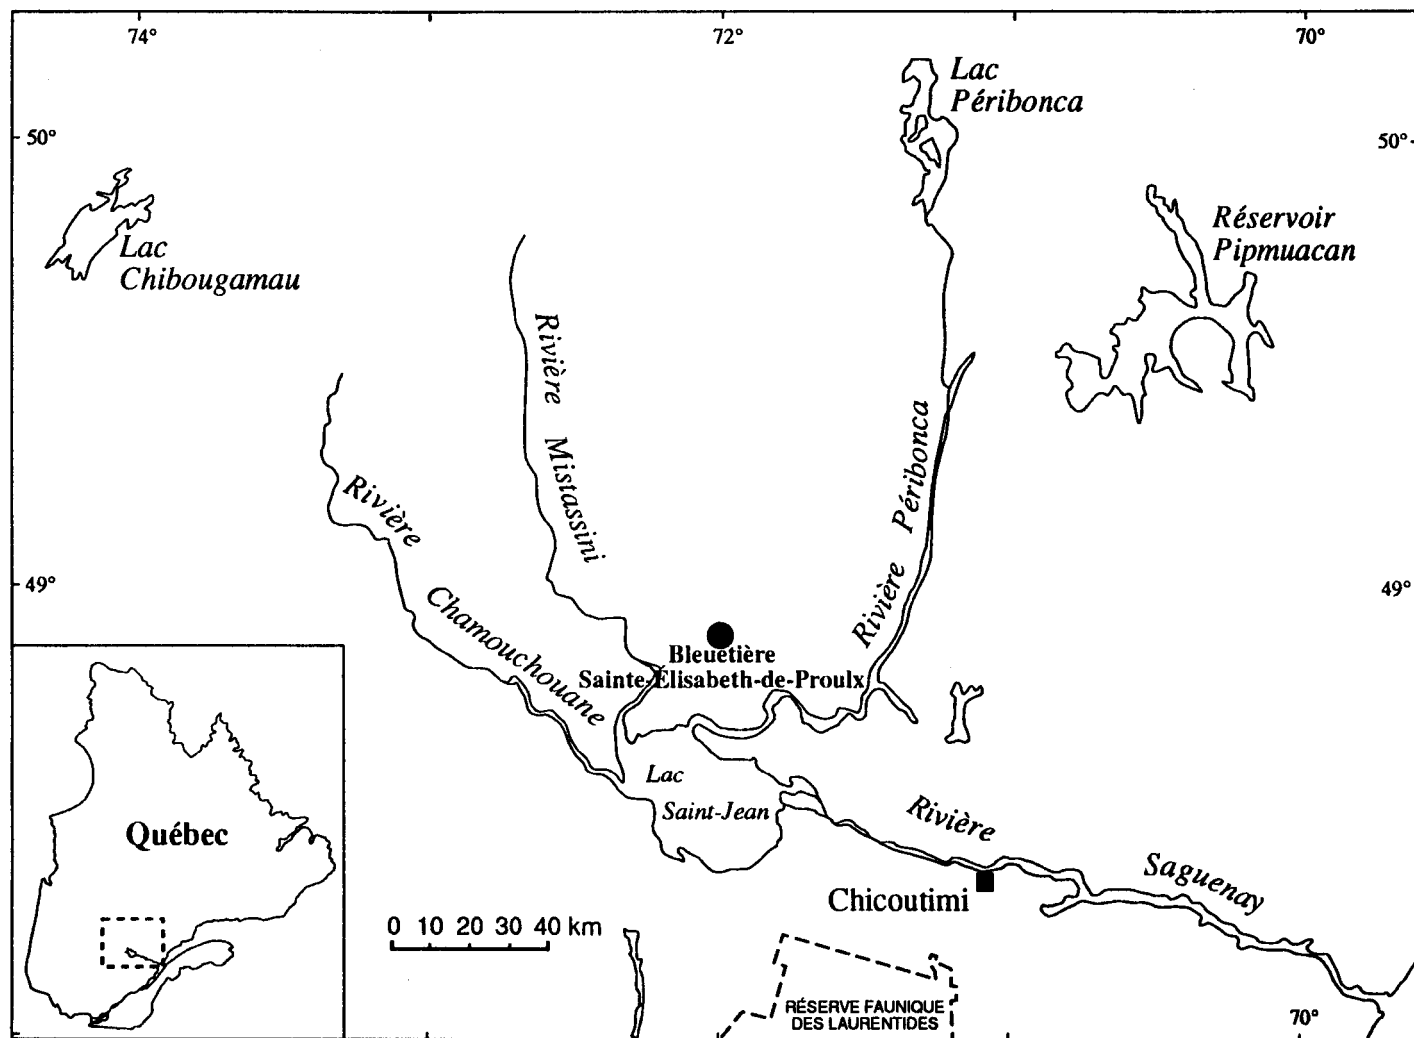 74°
72°
70°
Lac
Péribonca
50°
50°
Réservoir
Pipmuacan
Lac
Chibougamau
Rivière Mistassini
Rivière Péribonca
Rivière Chamouchouane
49°
49°
Bleuetière
Sainte-Élisabeth-de-Proulx
Lac
Saint-Jean
Rivière Saguenay
Québec
Chicoutimi
0 10 20 30 40 km
RÉSERVE FAUNIQUE
DES LAURENTIDES
70°